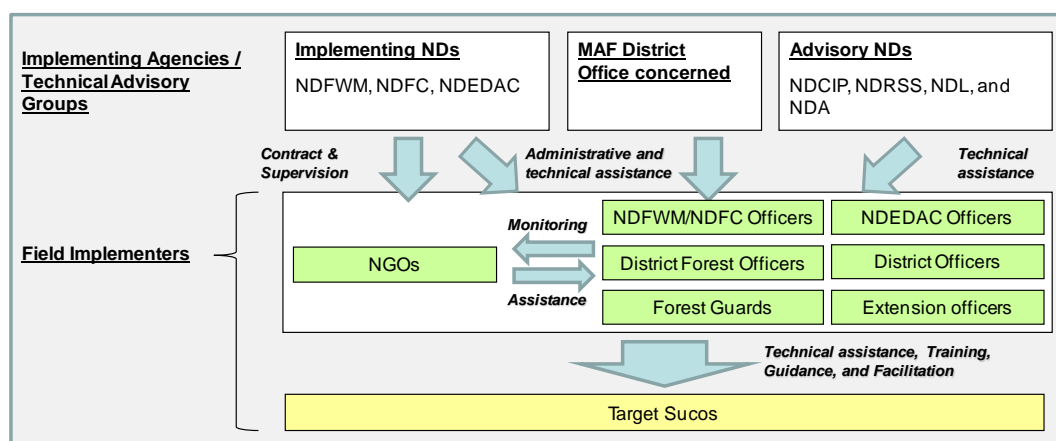 Implementing Agencies /
Technical Advisory
Groups
Implementing NDs
NDFWM, NDFC, NDEDAC
MAF District
Office concerned
Advisory NDs
NDCIP, NDRSS, NDL, and
NDA
Contract &
Supervision
Administrative and
technical assistance
Technical
assistance
Field Implementers
NGOs
Monitoring
Assistance
NDFWM/NDFC Officers
District Forest Officers
Forest Guards
NDEDAC Officers
District Officers
Extension officers
Technical assistance, Training,
Guidance, and Facilitation
Target Sucos